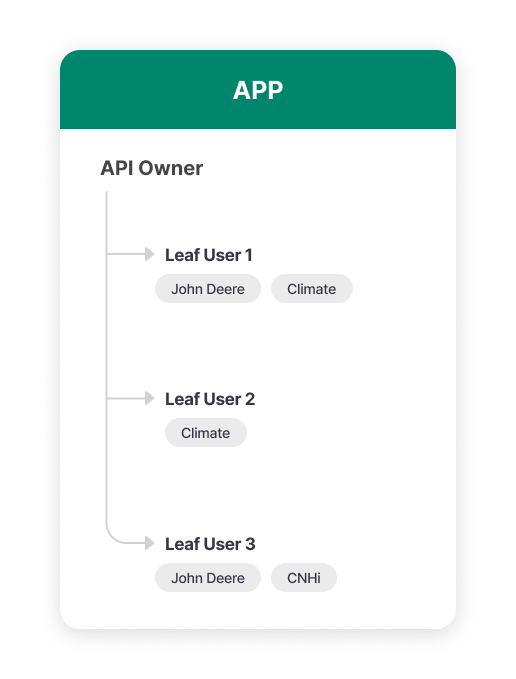 APP
API Owner
Leaf User 1
John Deere Climate
Leaf User 2
Climate
Leaf User 3
John Deere CNHi